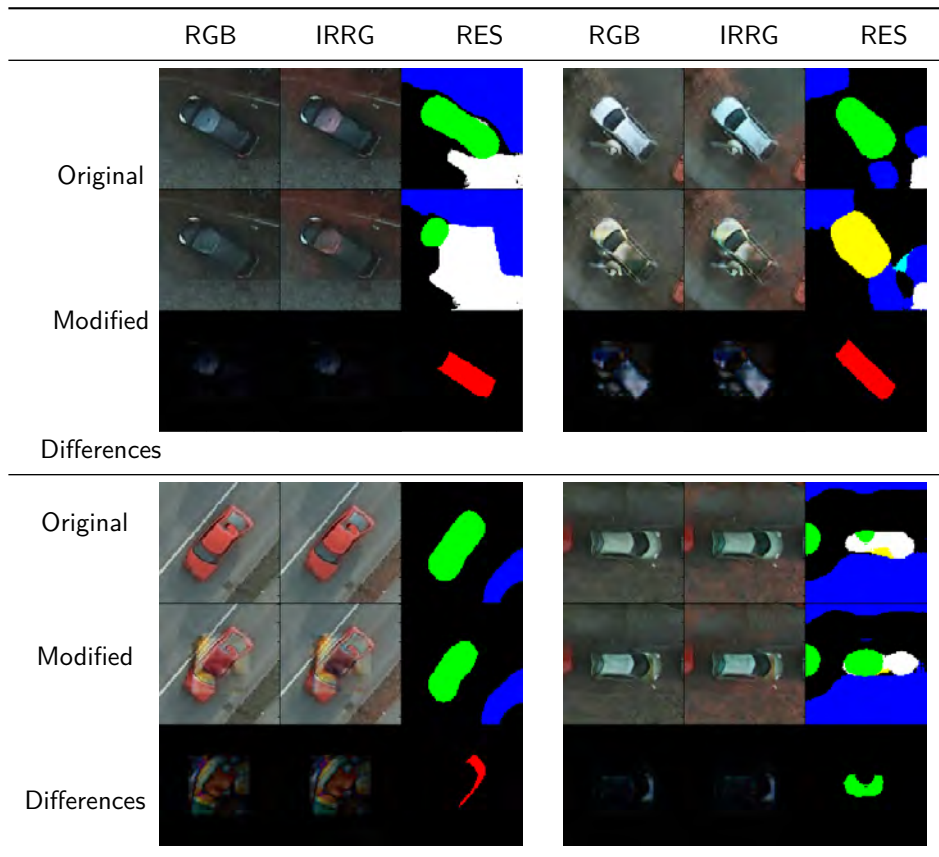 RGB IRRG RES RGB IRRG RES
Original
Modified
Differences
Original
Modified
Differences